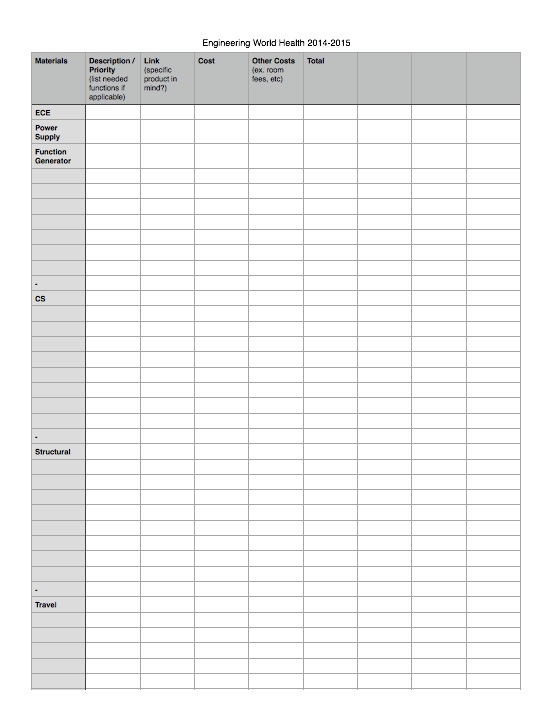 Engineering World Health 2014-2015
Materials
Description /
Priority
(list needed
functions if
applicable)
Link
(specific
product in
mind?)
Cost
Other Costs
(ex. room
fees, etc)
Total
ECE
Power
Supply
Function
Generator
-
CS
-
Structural
-
Travel